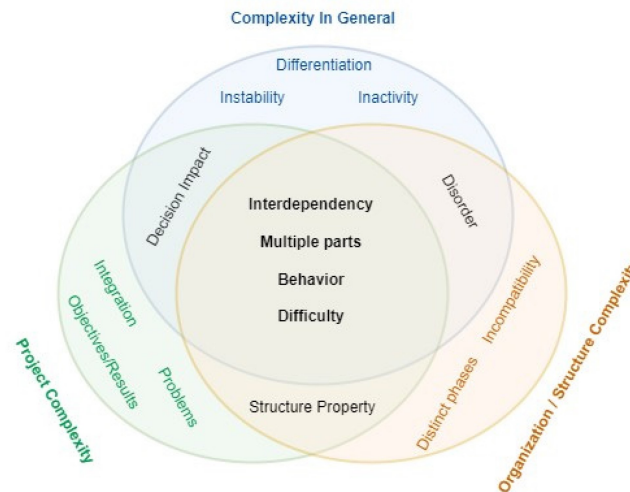 Complexity In General
Differentiation
Instability
Inactivity
Decision Impact
Disorder
Interdependency
Multiple parts
Behavior
Difficulty
Integration
Objectives/Results
Problems
Incompatibility
Distinct phases
Structure Property
Project Complexity
Organization / Structure Complexity